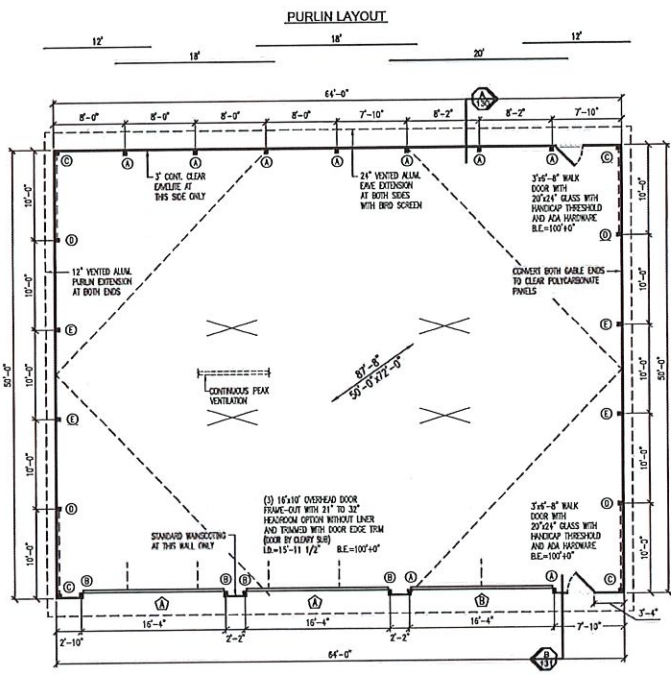 PURLIN LAYOUT
12' 18' 12'
18' 20'
64'-0" A 130
8'-0" 8'-0" 8'-0" 8'-0" 7'-10" 8'-2" 8'-2" 7'-10"
C A A A A A A A C
3' CONT. CLEAR
EAVELITE AT
THIS SIDE ONLY
24" VENTED ALUM.
EAVE EXTENSION
AT BOTH SIDES
WITH BIRD SCREEN
3'x6'-8" WALK
DOOR WITH
20"x24" GLASS WITH
HANDICAP THRESHOLD
AND ADA HARDWARE
B.E.=100'+0"
10'-0" 10'-0"
D D
12" VENTED ALUM.
PURLIN EXTENSION
AT BOTH ENDS
CONVERT BOTH GABLE ENDS
TO CLEAR POLYCARBONATE
PANELS
10'-0" 10'-0"
E E
50'-0" 10'-0" 10'-0" 50'-0"
87'-8"
50'-0"x72'-0"
CONTINUOUS PEAK
VENTILATION
E E
10'-0" 10'-0"
D D
(3) 16'x10' OVERHEAD DOOR
FRAME-OUT WITH 21" TO 32"
HEADROOM OPTION WITHOUT LINER
AND TRIMMED WITH DOOR EDGE TRIM
(DOOR BY CLEARY SUB)
I.D.=15'-11 1/2" B.E.=100'+0"
STANDARD WAINSCOTING
AT THIS WALL ONLY
3'x6'-8" WALK
DOOR WITH
20"x24" GLASS WITH
HANDICAP THRESHOLD
AND ADA HARDWARE
B.E.=100'+0"
10'-0" 10'-0"
C B B B B A A C
A A B
16'-4" 2'-2" 16'-4" 2'-2" 16'-4" 3'-4"
2'-10" 7'-10"
64'-0" B 131